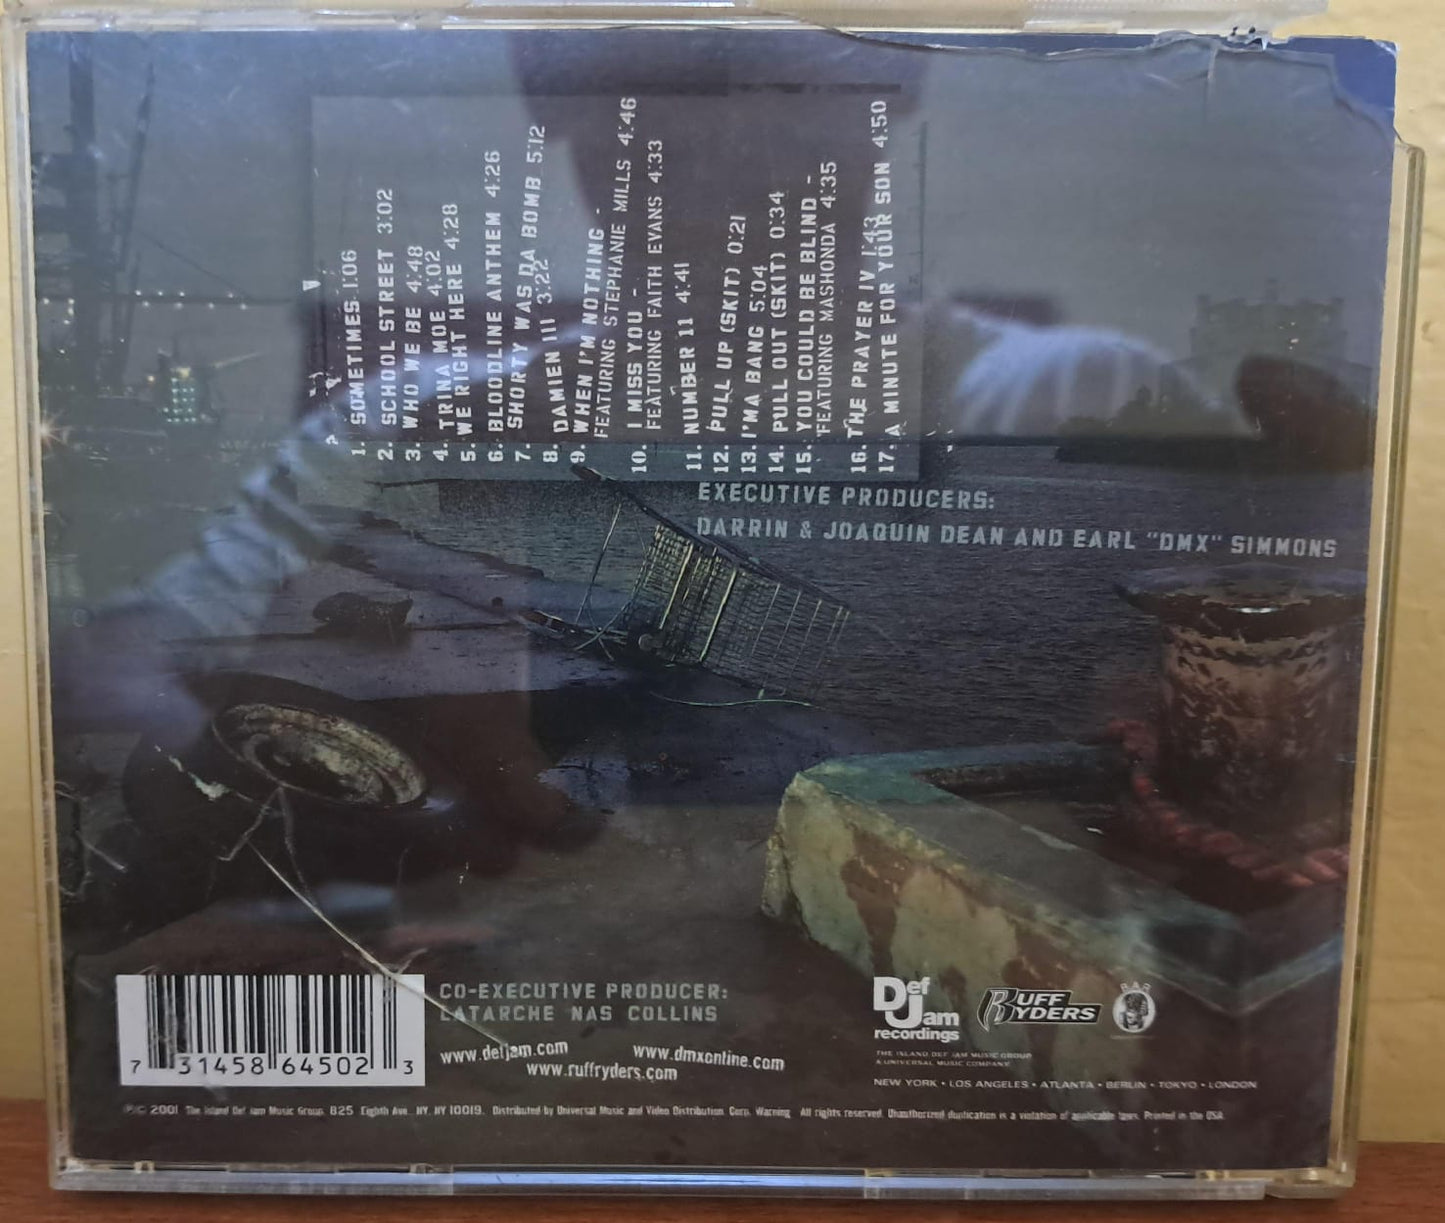 1. SOMETIMES 1:06
2. SCHOOL STREET 3:02
3. WHO WE BE 4:48
4. TRINA MOE 4:02
5. WE RIGHT HERE 4:28
6. BLOODLINE ANTHEM 4:26
7. SHORTY WAS DA BOMB 5:12
8. DAMIEN III 3:22
9. WHEN I'M NOTHING -
FEATURING STEPHANIE MILLS 4:46
10. I MISS YOU -
FEATURING FAITH EVANS 4:33
11. NUMBER 11 4:41
12. PULL UP (SKIT) 0:21
13. I'MA BANG 5:04
14. PULL OUT (SKIT) 0:34
15. YOU COULD BE BLIND -
FEATURING MASHONDA 4:35
16. THE PRAYER IV 1:43
17. A MINUTE FOR YOUR SON 4:50
EXECUTIVE PRODUCERS:
DARRIN & JOAQUIN DEAN AND EARL "DMX" SIMMONS
CO-EXECUTIVE PRODUCER:
LATARCHE NAS COLLINS
www.defjam.com www.dmxonline.com
www.ruffryders.com
7 31458 64502 3
Def
Jam
recordings
RUFF
RYDERS
THE ISLAND DEF JAM MUSIC GROUP
A UNIVERSAL MUSIC COMPANY
NEW YORK • LOS ANGELES • ATLANTA • BERLIN • TOKYO • LONDON
℗© 2001 The Island Def Jam Music Group, 825 Eighth Ave. NY, NY 10019. Distributed by Universal Music and Video Distribution, Corp. Warning All rights reserved. Unauthorized duplication is a violation of applicable laws. Printed in the USA.